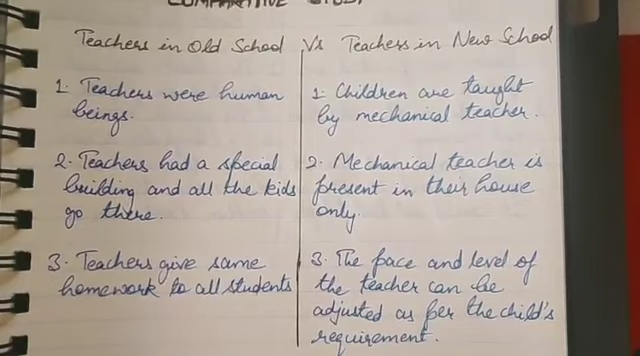 COMPARATIVE STUDY
Teachers in Old School Vs Teachers in New School
1. Teachers were human
beings.
2. Teachers had a special
building and all the kids
go there.
3. Teachers give same
homework to all students
1. Children are taught
by mechanical teacher.
2. Mechanical teacher is
present in their house
only.
3. The pace and level of
the teacher can be
adjusted as per the child's
requirement.